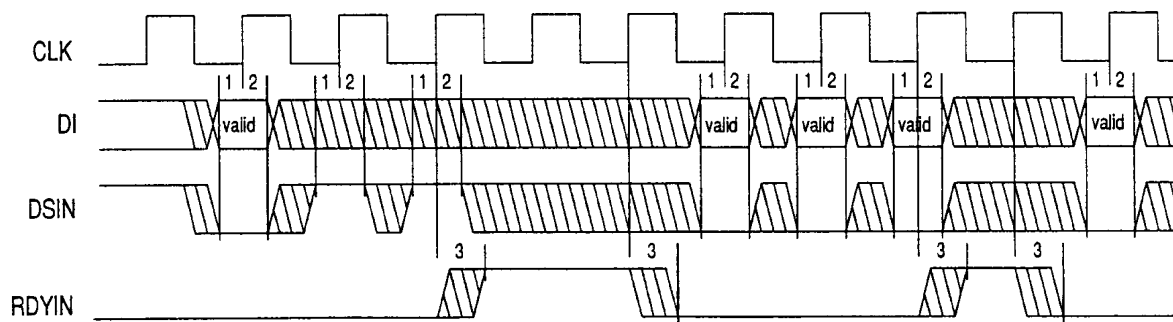 CLK
1 2 1 2 1 2 1 2 1 2 1 2 1 2
DI valid valid valid valid valid
DSIN
3 3 3 3
RDYIN